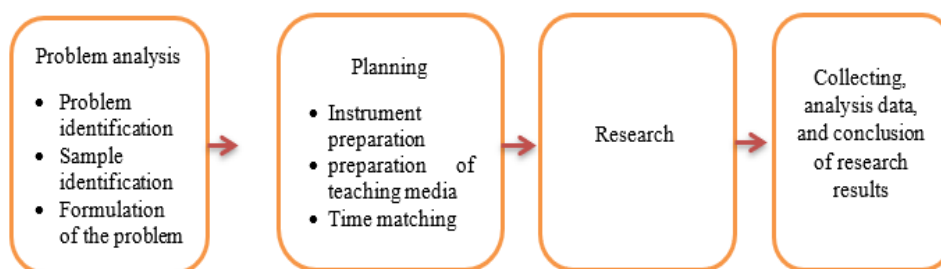 Problem analysis
• Problem
identification
• Sample
identification
• Formulation
of the problem
Planning
• Instrument
preparation
• preparation of
teaching media
• Time matching
Research
Collecting,
analysis data,
and conclusion
of research
results